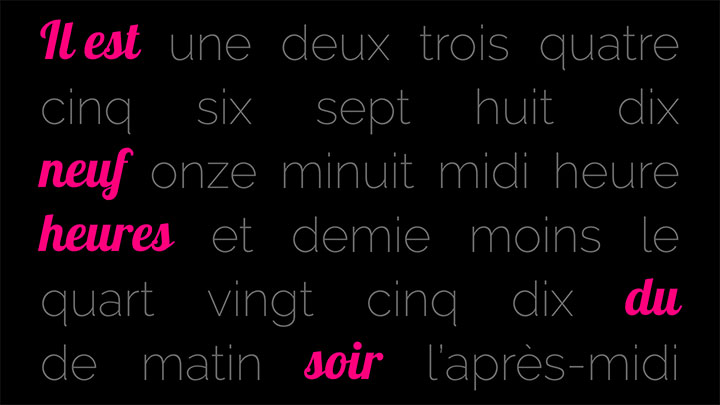 Il est une deux trois quatre
cinq six sept huit dix
neuf onze minuit midi heure
heures et demie moins le
quart vingt cinq dix du
de matin soir l'après-midi